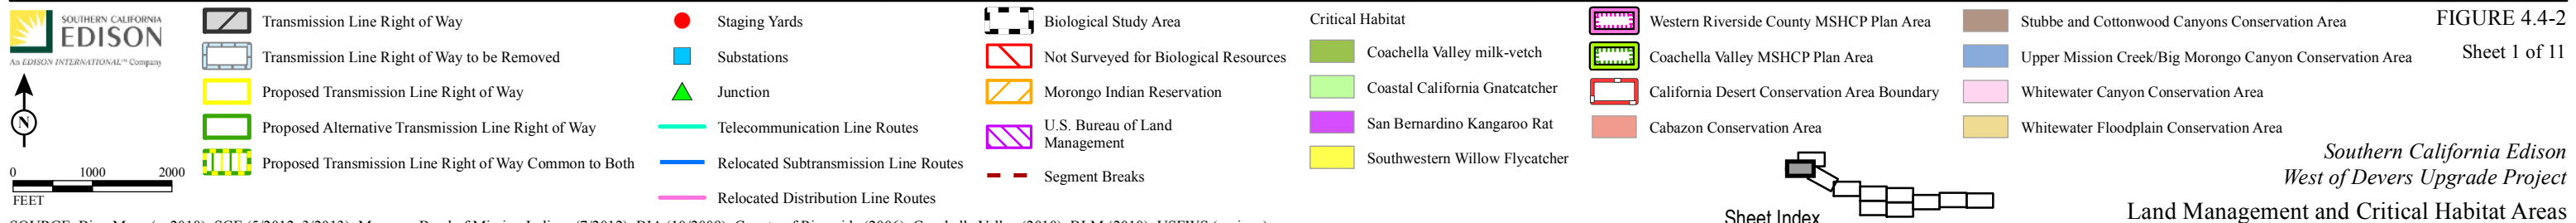 SOUTHERN CALIFORNIA
EDISON
An EDISON INTERNATIONAL™ Company
N
0 1000 2000
FEET
Transmission Line Right of Way
Transmission Line Right of Way to be Removed
Proposed Transmission Line Right of Way
Proposed Alternative Transmission Line Right of Way
Proposed Transmission Line Right of Way Common to Both
Staging Yards
Substations
Junction
Telecommunication Line Routes
Relocated Subtransmission Line Routes
Relocated Distribution Line Routes
Biological Study Area
Not Surveyed for Biological Resources
Morongo Indian Reservation
U.S. Bureau of Land
Management
Segment Breaks
Critical Habitat
Coachella Valley milk-vetch
Coastal California Gnatcatcher
San Bernardino Kangaroo Rat
Southwestern Willow Flycatcher
Western Riverside County MSHCP Plan Area
Coachella Valley MSHCP Plan Area
California Desert Conservation Area Boundary
Cabazon Conservation Area
Stubbe and Cottonwood Canyons Conservation Area
Upper Mission Creek/Big Morongo Canyon Conservation Area
Whitewater Canyon Conservation Area
Whitewater Floodplain Conservation Area
Sheet Index
FIGURE 4.4-2
Sheet 1 of 11
Southern California Edison
West of Devers Upgrade Project
Land Management and Critical Habitat Areas